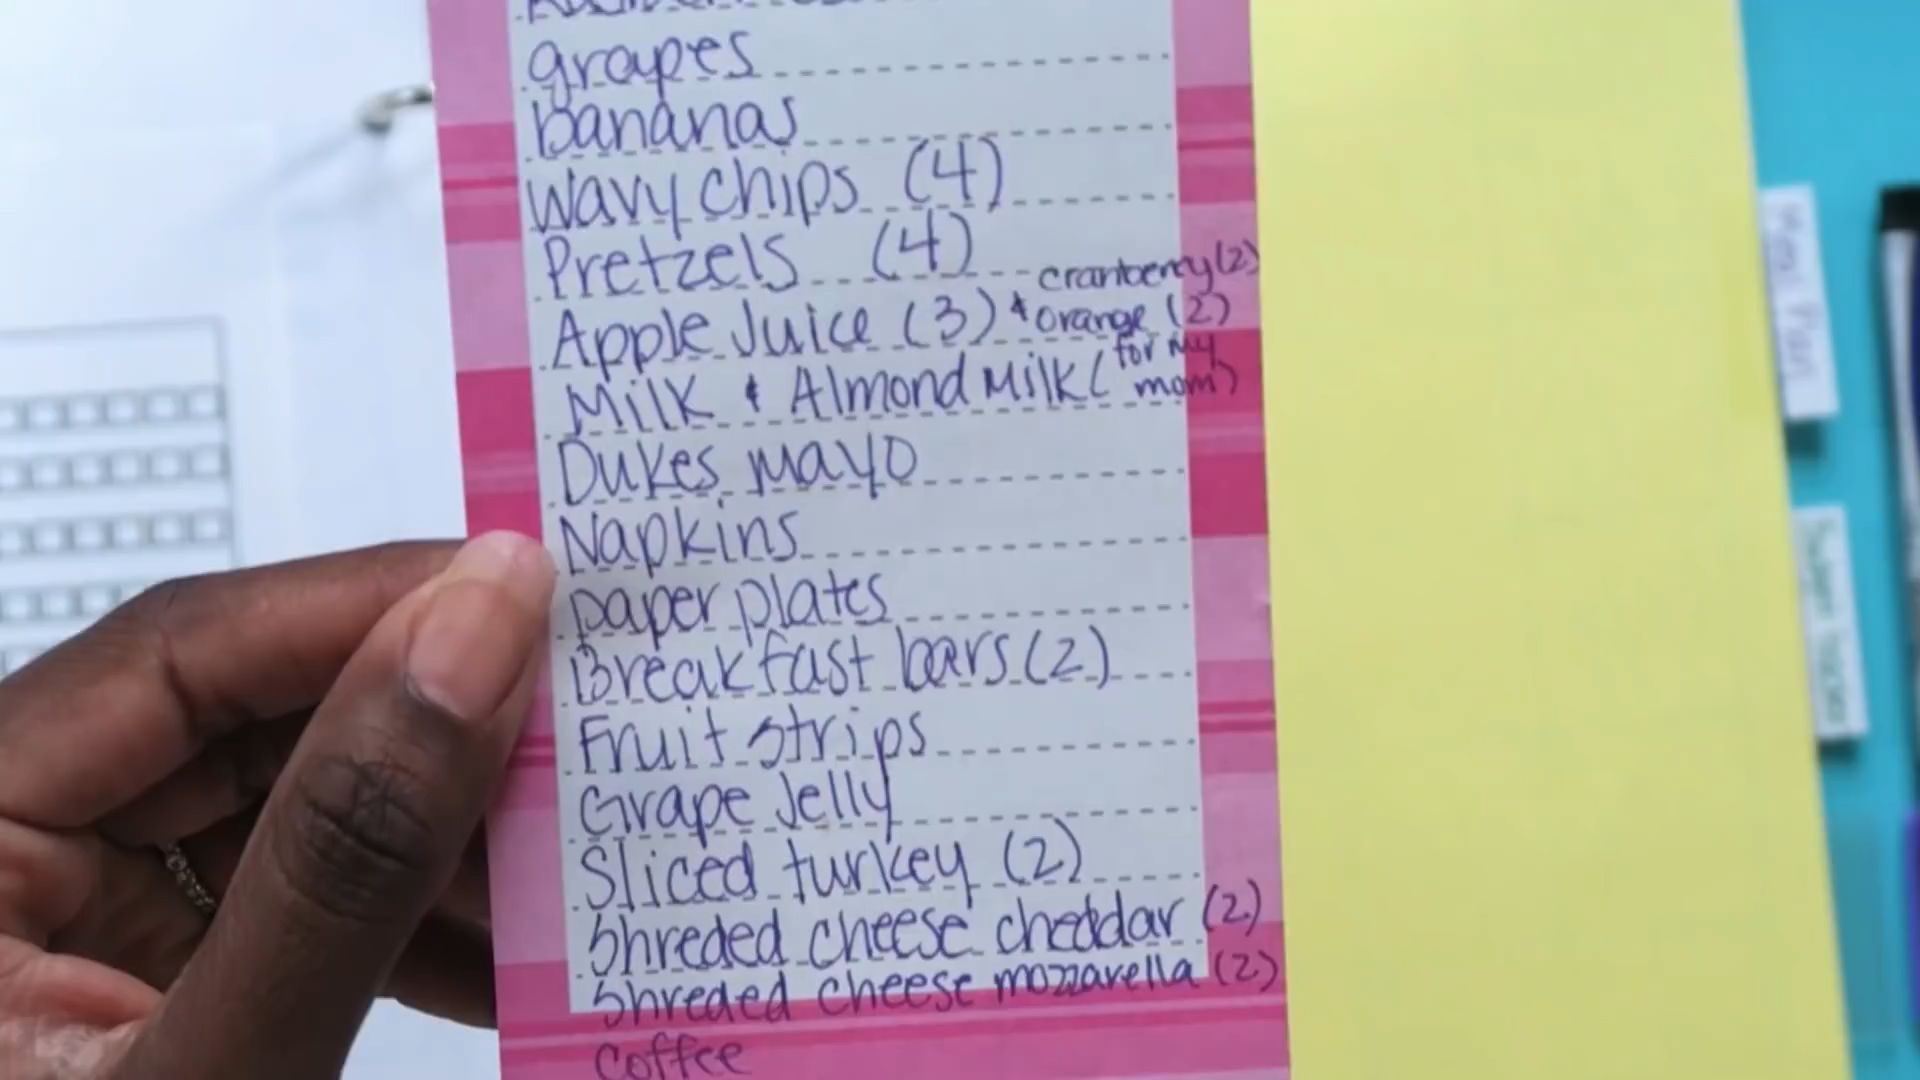 grapes
bananas
Wavy chips (4)
Pretzels (4)
cranberry (2)
Apple Juice (3) & orange (2)
Milk & Almond Milk (for my mom)
Dukes mayo
Napkins
paper plates
Breakfast bars (2)
Fruit strips
Grape Jelly
Sliced turkey (2)
Shreded cheese cheddar (2)
Shreded cheese mozzarella (2)
Coffee